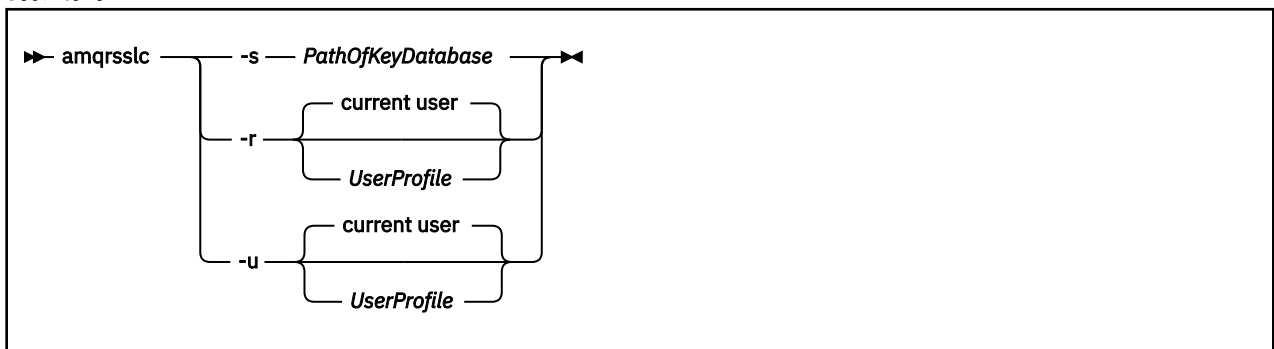 amqrsslc -s PathOfKeyDatabase
current user
-r
UserProfile
current user
-u
UserProfile